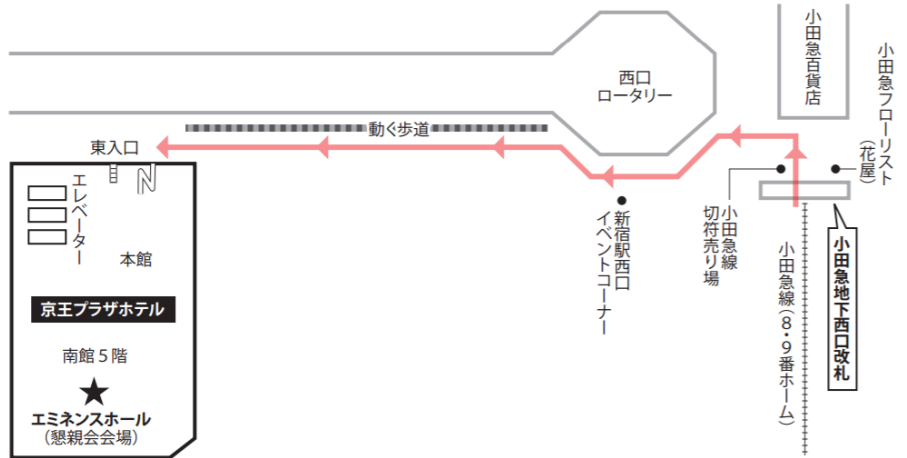 西口
ロータリー
小田急百貨店
小田急フローリスト
(花屋)
動く歩道
東入口
エレベーター
本館
京王プラザホテル
南館5階
★
エミネンスホール
(懇親会会場)
新宿駅西口
イベントコーナー
小田急線
切符売り場
小田急線(8・9番ホーム)
小田急地下西口改札